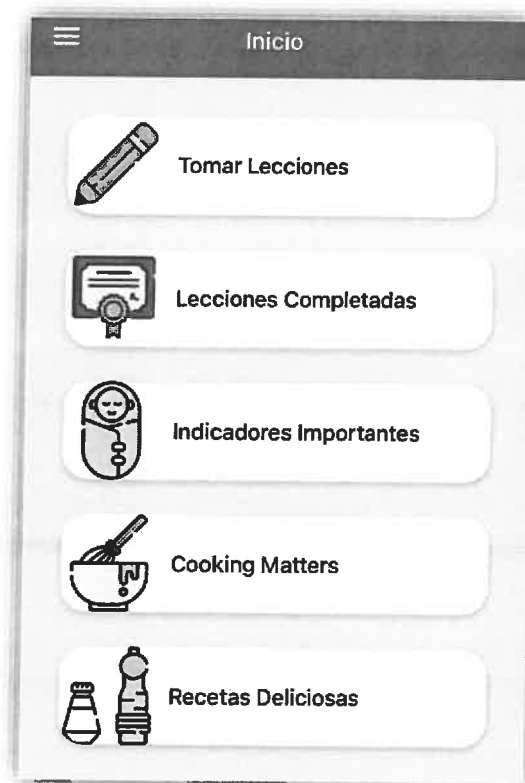 Inicio
Tomar Lecciones
Lecciones Completadas
Indicadores Importantes
Cooking Matters
Recetas Deliciosas